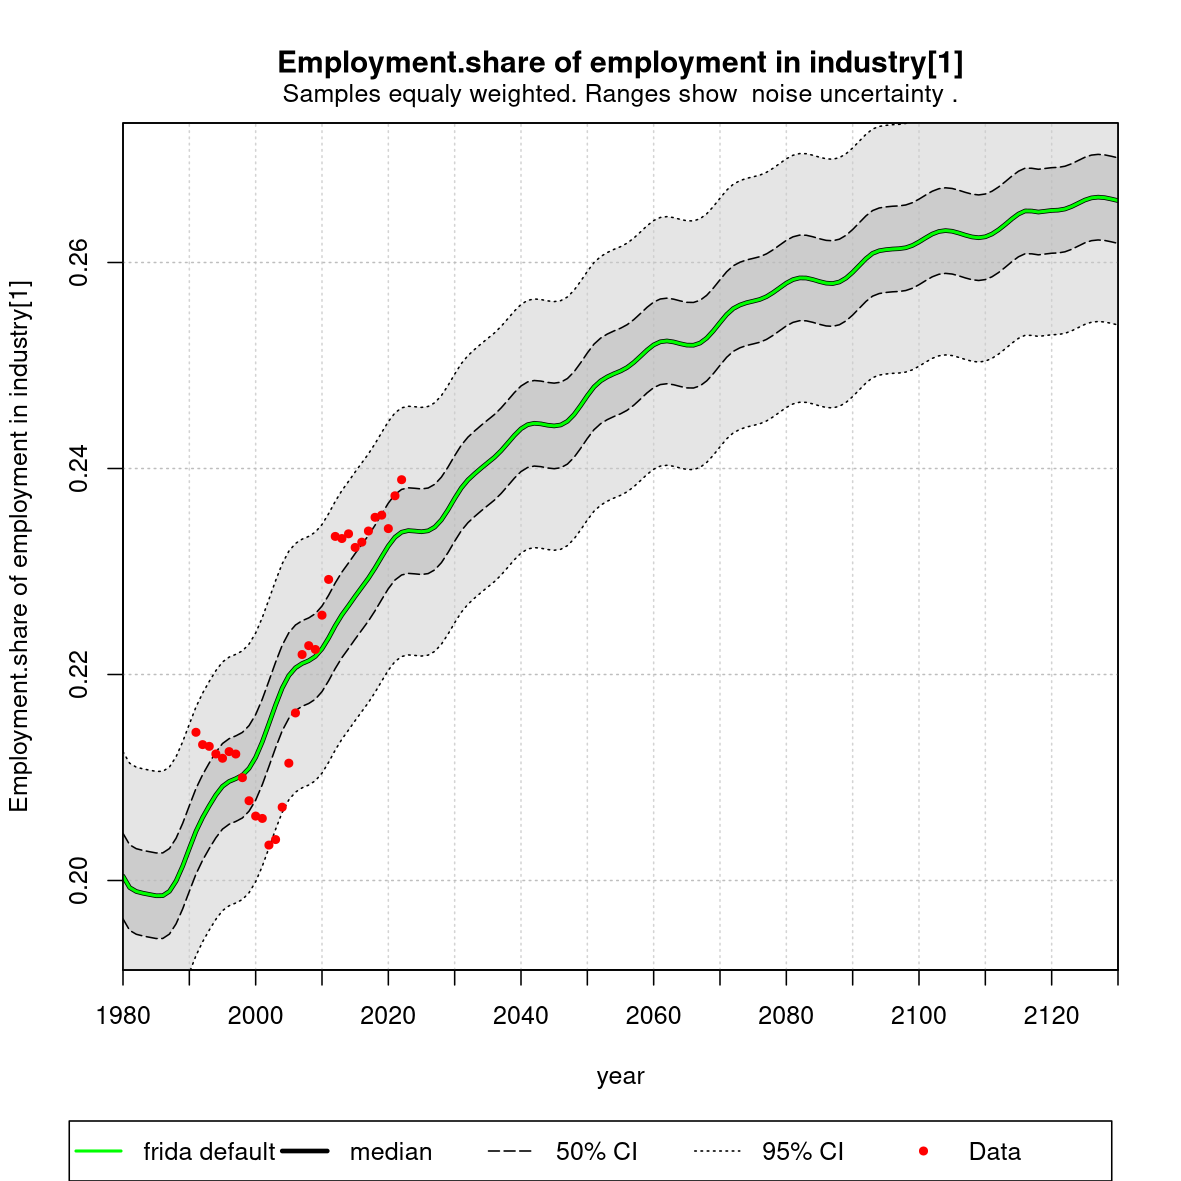 Employment.share of employment in industry[1]
Samples equaly weighted. Ranges show  noise uncertainty .
Employment.share of employment in industry[1]
0.26
0.24
0.22
0.20
1980 2000 2020 2040 2060 2080 2100 2120
year
frida default median 50% CI 95% CI Data